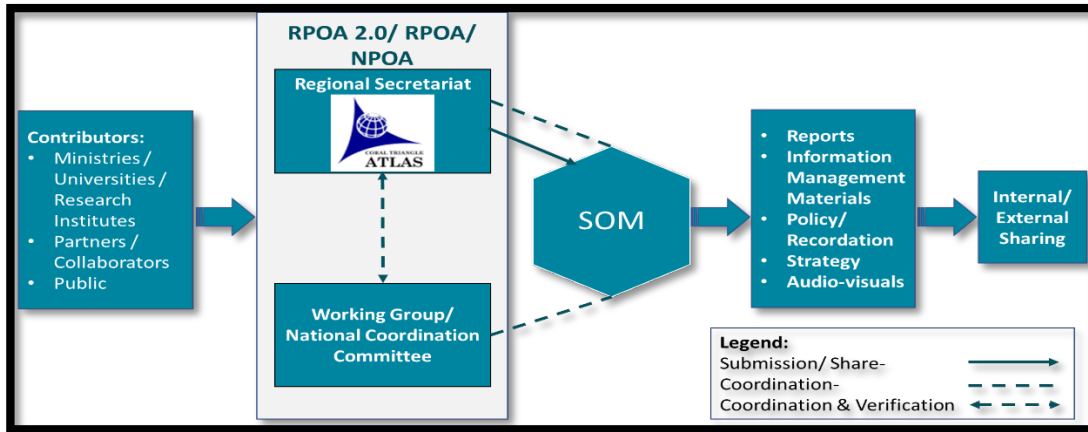 RPOA 2.0/ RPOA/
NPOA
Regional Secretariat
CORAL TRIANGLE
ATLAS
Contributors:
• Ministries /
Universities /
Research
Institutes
• Partners /
Collaborators
• Public
Working Group/
National Coordination
Committee
SOM
• Reports
• Information
Management
Materials
• Policy/
Recordation
• Strategy
• Audio-visuals
Internal/
External
Sharing
Legend:
Submission/ Share-
Coordination-
Coordination & Verification